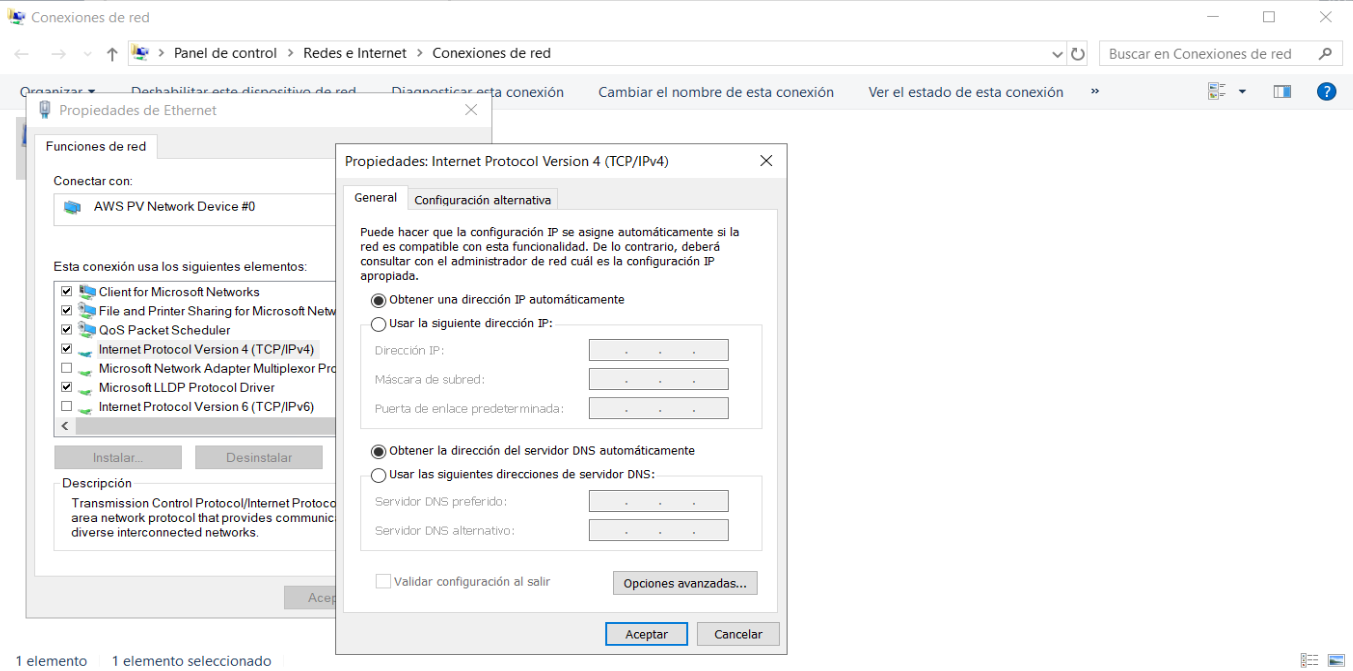 Conexiones de red
Panel de control > Redes e Internet > Conexiones de red
Buscar en Conexiones de red
Organizar Deshabilitar este dispositivo de red Diagnosticar esta conexión Cambiar el nombre de esta conexión Ver el estado de esta conexión »
Propiedades de Ethernet
Funciones de red
Conectar con:
AWS PV Network Device #0
Esta conexión usa los siguientes elementos:
Client for Microsoft Networks
File and Printer Sharing for Microsoft Netw
QoS Packet Scheduler
Internet Protocol Version 4 (TCP/IPv4)
Microsoft Network Adapter Multiplexor Pro
Microsoft LLDP Protocol Driver
Internet Protocol Version 6 (TCP/IPv6)
Instalar... Desinstalar
Descripción
Transmission Control Protocol/Internet Protoco
area network protocol that provides communic
diverse interconnected networks.
Acep
Propiedades: Internet Protocol Version 4 (TCP/IPv4)
General Configuración alternativa
Puede hacer que la configuración IP se asigne automáticamente si la
red es compatible con esta funcionalidad. De lo contrario, deberá
consultar con el administrador de red cuál es la configuración IP
apropiada.
Obtener una dirección IP automáticamente
Usar la siguiente dirección IP:
Dirección IP:
Máscara de subred:
Puerta de enlace predeterminada:
Obtener la dirección del servidor DNS automáticamente
Usar las siguientes direcciones de servidor DNS:
Servidor DNS preferido:
Servidor DNS alternativo:
Validar configuración al salir
Opciones avanzadas...
Aceptar Cancelar
1 elemento 1 elemento seleccionado